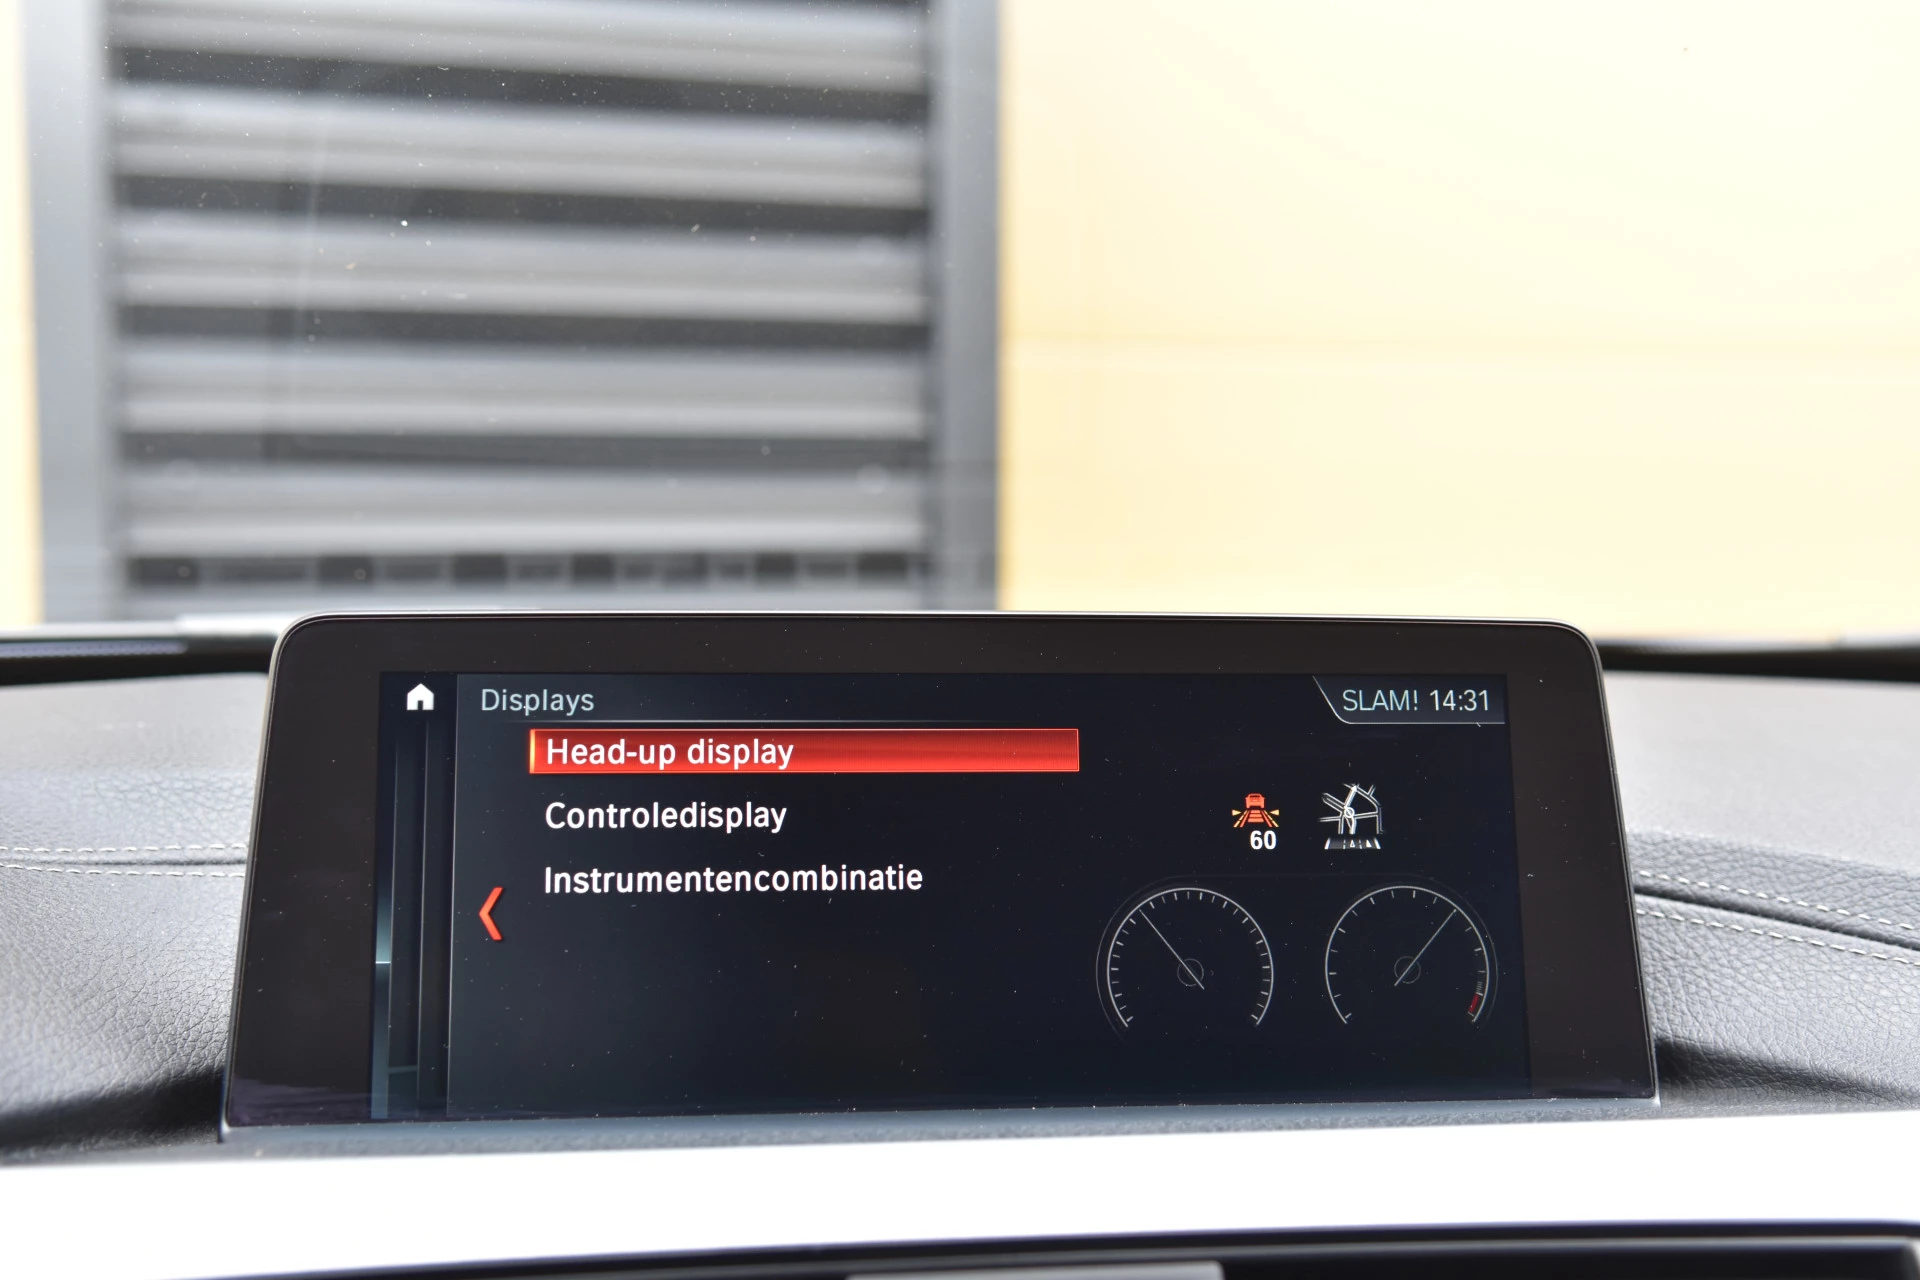 Displays
SLAM! 14:31
Head-up display
Controledisplay
Instrumentencombinatie
60